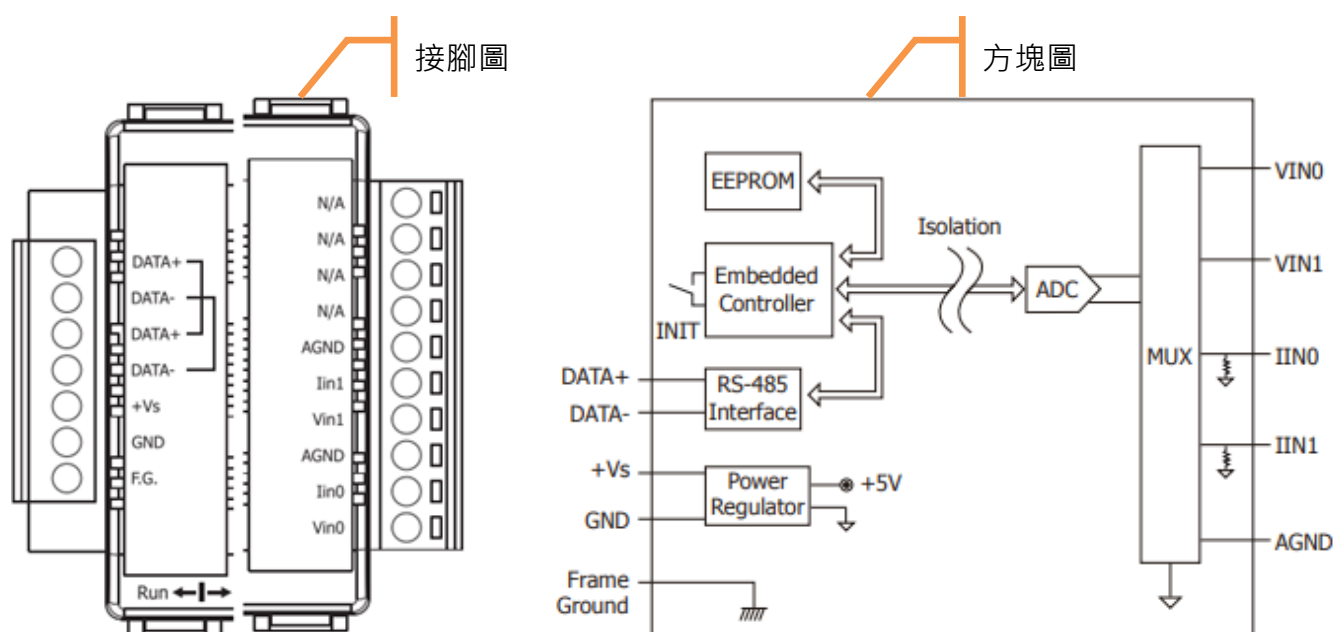 接腳圖
方塊圖
DATA+
DATA-
DATA+
DATA-
+Vs
GND
F.G.
Run
N/A
N/A
N/A
N/A
AGND
Iin1
Vin1
AGND
Iin0
Vin0
EEPROM
Isolation
Embedded
Controller
INIT
ADC
MUX
VIN0
VIN1
IIN0
IIN1
AGND
DATA+
DATA-
RS-485
Interface
+Vs
GND
Power
Regulator
+5V
Frame
Ground